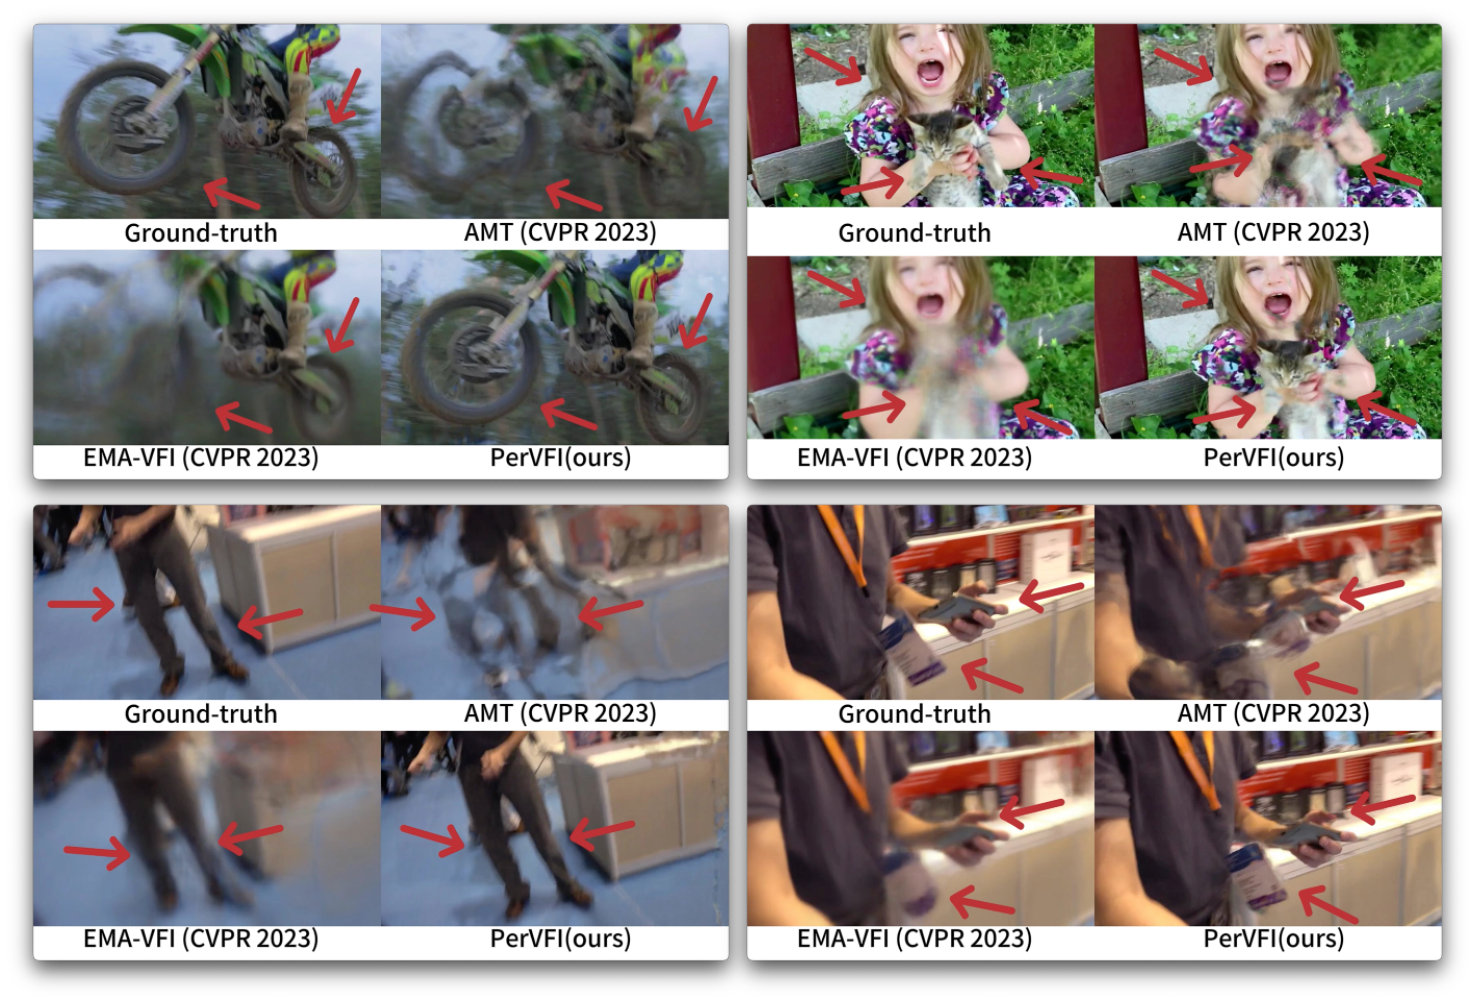 Ground-truth
AMT (CVPR 2023)
EMA-VFI (CVPR 2023)
PerVFI(ours)
Ground-truth
AMT (CVPR 2023)
EMA-VFI (CVPR 2023)
PerVFI(ours)
Ground-truth
AMT (CVPR 2023)
EMA-VFI (CVPR 2023)
PerVFI(ours)
Ground-truth
AMT (CVPR 2023)
EMA-VFI (CVPR 2023)
PerVFI(ours)